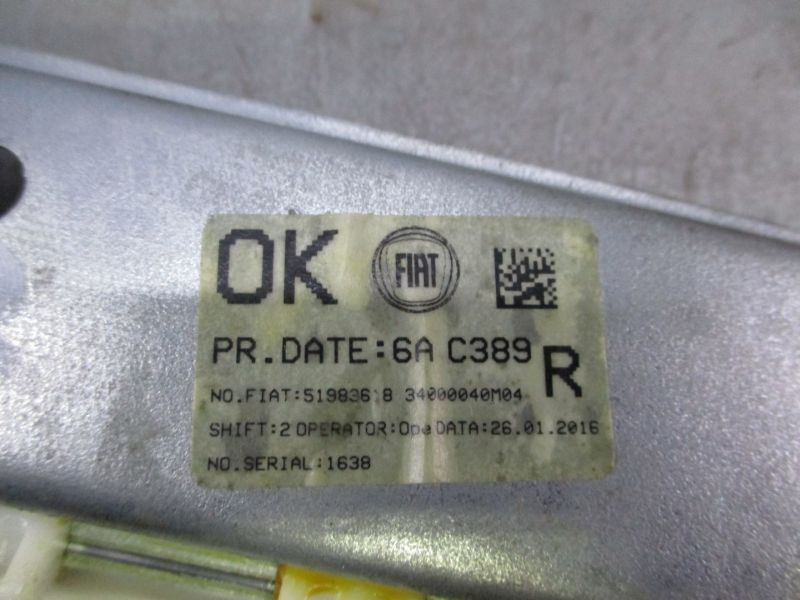 OK FIAT
PR.DATE:6A C389 R
NO.FIAT:51983618 34000040M04
SHIFT:2 OPERATOR:Ope DATA:26.01.2016
NO.SERIAL:1638